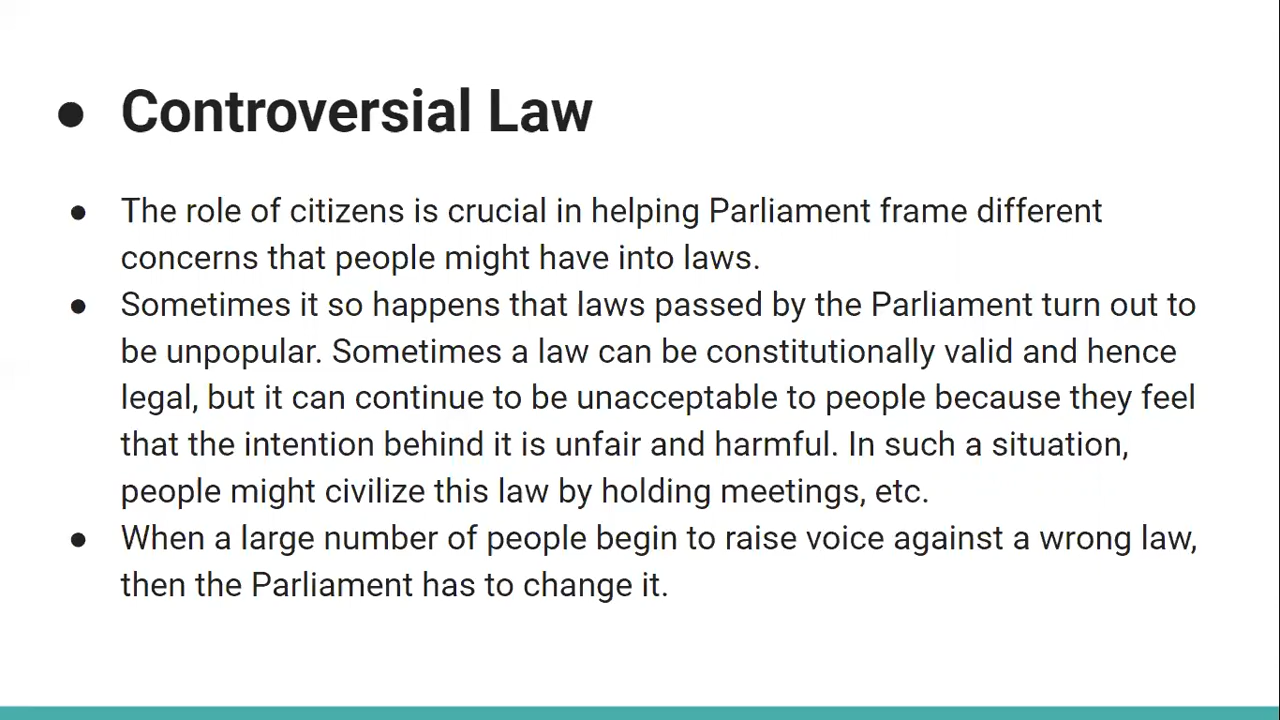 ● Controversial Law
● The role of citizens is crucial in helping Parliament frame different
concerns that people might have into laws.
● Sometimes it so happens that laws passed by the Parliament turn out to
be unpopular. Sometimes a law can be constitutionally valid and hence
legal, but it can continue to be unacceptable to people because they feel
that the intention behind it is unfair and harmful. In such a situation,
people might civilize this law by holding meetings, etc.
● When a large number of people begin to raise voice against a wrong law,
then the Parliament has to change it.